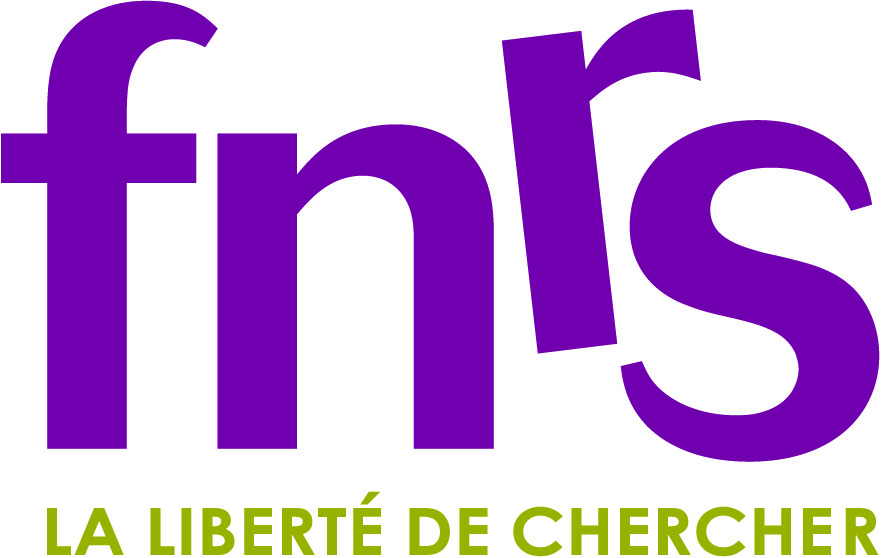 fnrs
LA LIBERTÉ DE CHERCHER